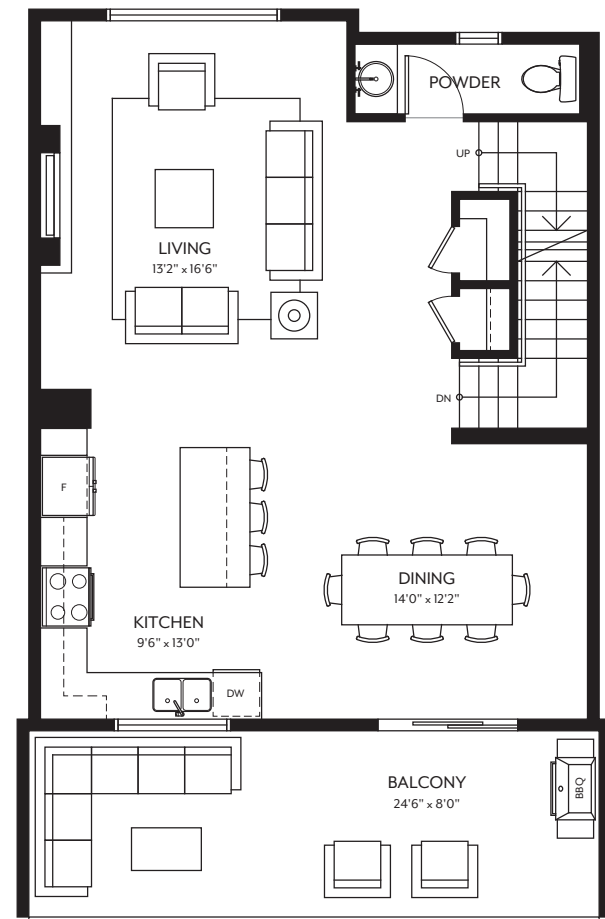 POWDER
UP
LIVING
13'2" x 16'6"
DN
F
DINING
14'0" x 12'2"
KITCHEN
9'6" x 13'0"
DW
BALCONY
24'6" x 8'0"
BBQ